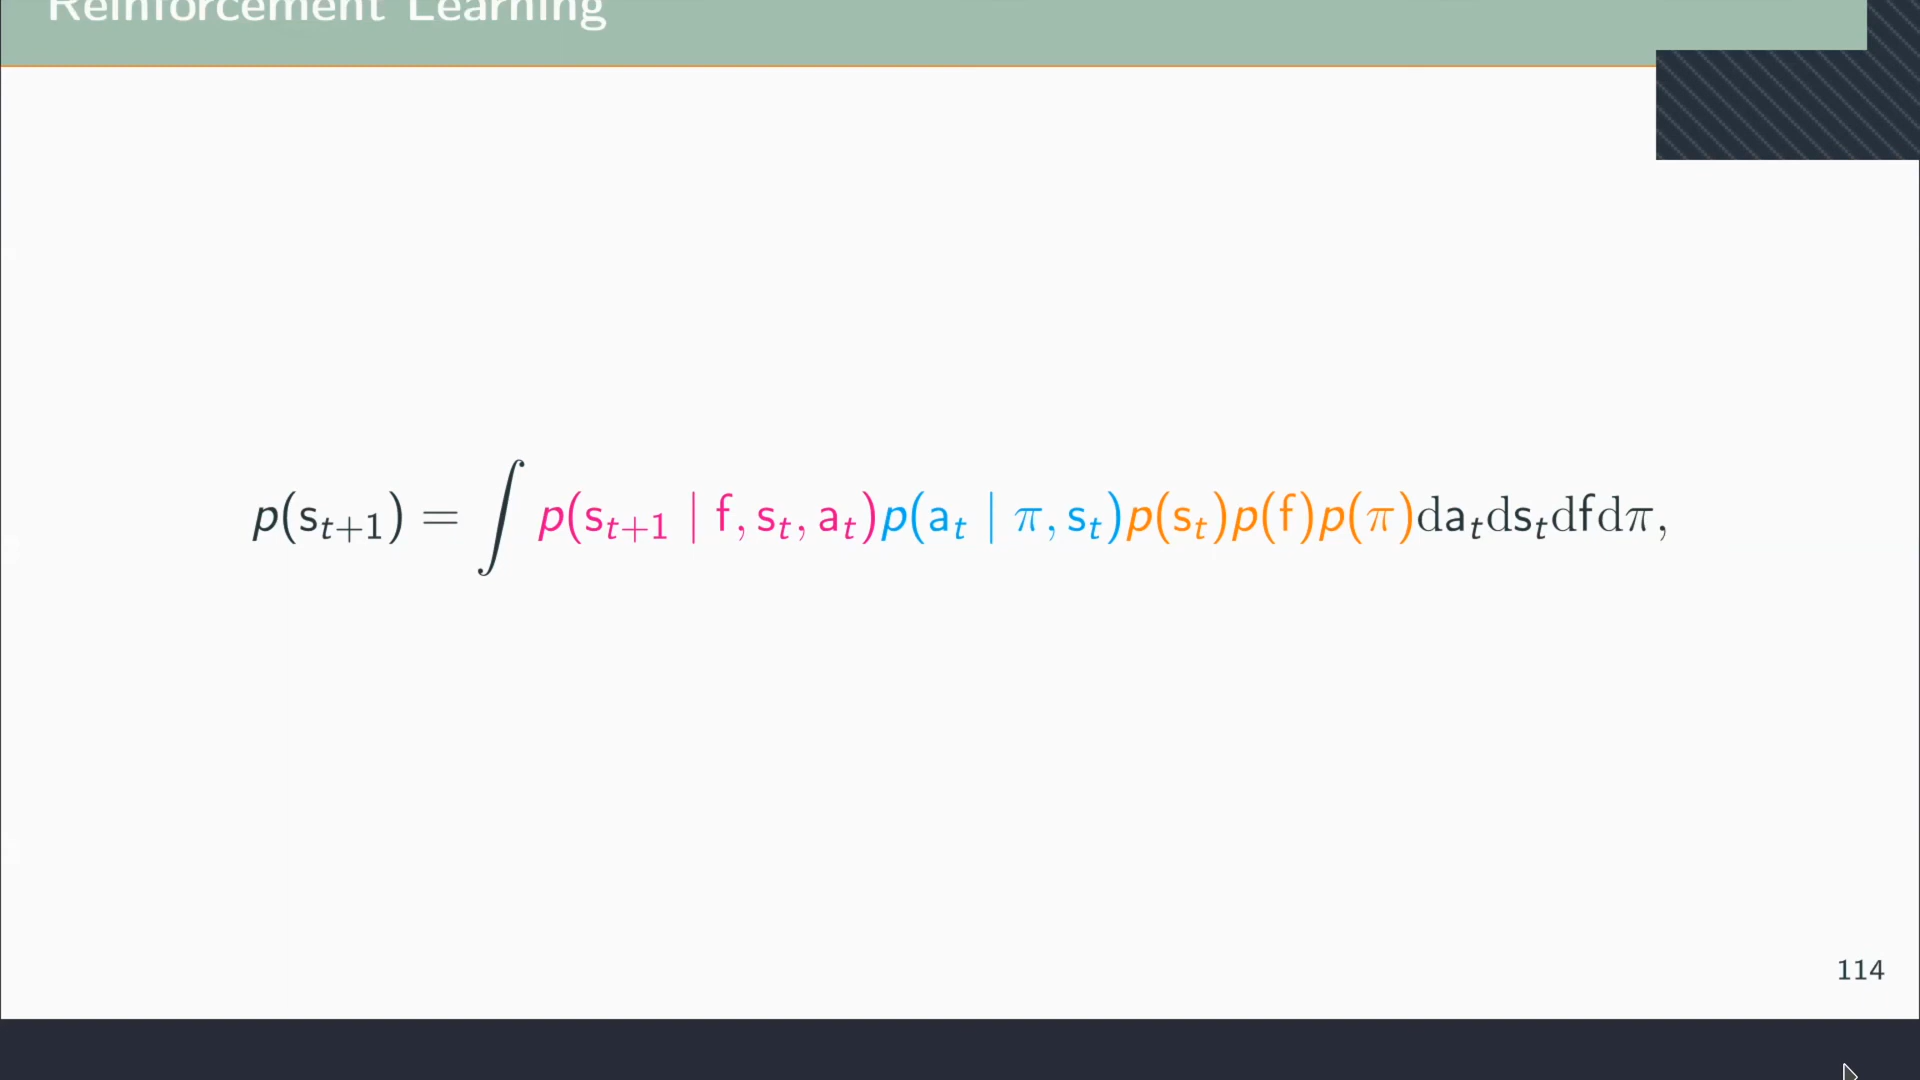 Reinforcement Learning
p(s_{t+1}) = ∫ p(s_{t+1} | f, s_t, a_t)p(a_t | π, s_t)p(s_t)p(f)p(π)da_tds_tdfdπ,
114